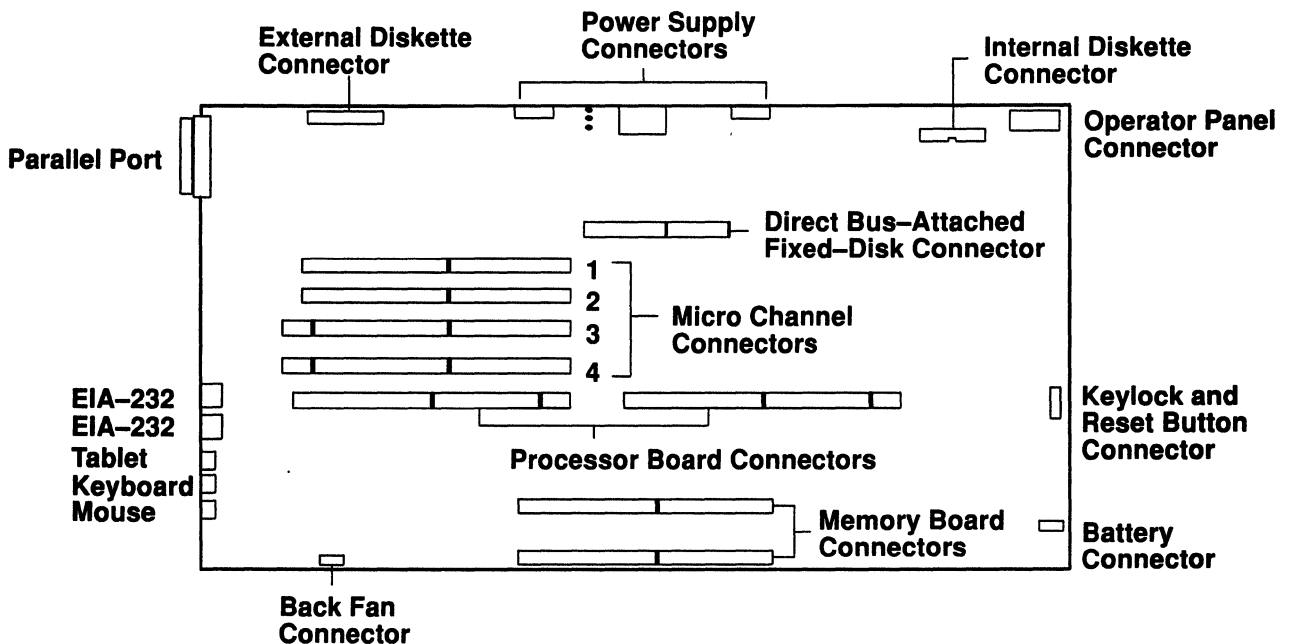 External Diskette
Connector
Power Supply
Connectors
Internal Diskette
Connector
Operator Panel
Connector
Parallel Port
Direct Bus–Attached
Fixed–Disk Connector
1
2
3
4
Micro Channel
Connectors
EIA–232
EIA–232
Tablet
Keyboard
Mouse
Keylock and
Reset Button
Connector
Processor Board Connectors
Memory Board
Connectors
Battery
Connector
Back Fan
Connector